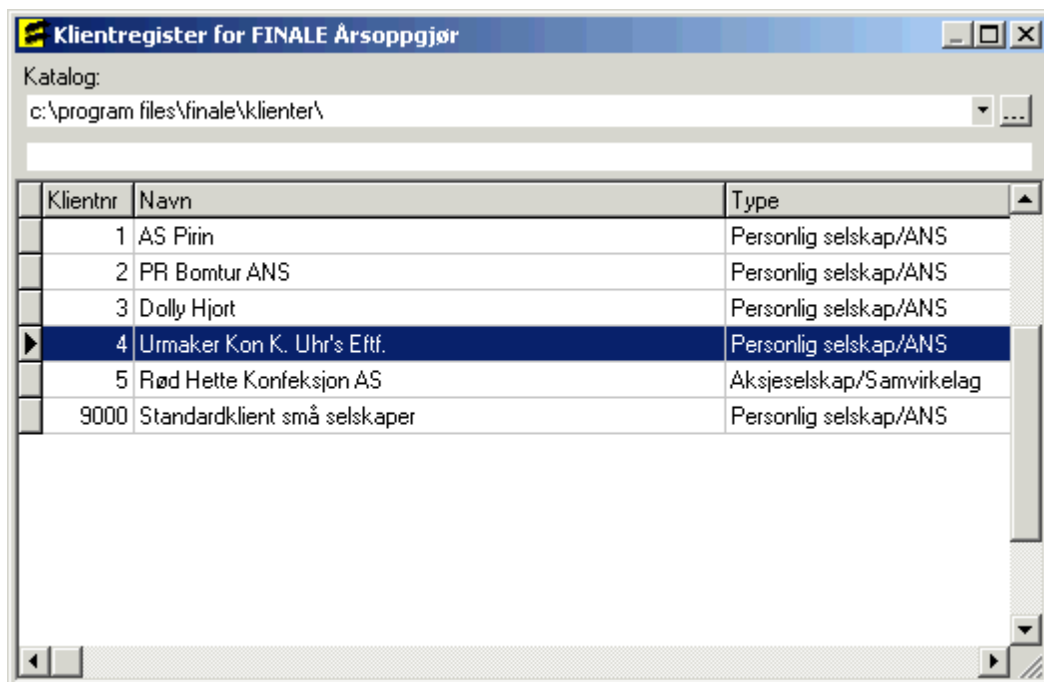 Klientregister for FINALE Årsoppgjør
Katalog:
c:\program files\finale\klienter\
...
Klientnr Navn Type
1 AS Pirin Personlig selskap/ANS
2 PR Bomtur ANS Personlig selskap/ANS
3 Dolly Hjort Personlig selskap/ANS
4 Urmaker Kon K. Uhr's Eftf. Personlig selskap/ANS
5 Rød Hette Konfeksjon AS Aksjeselskap/Samvirkelag
9000 Standardklient små selskaper Personlig selskap/ANS